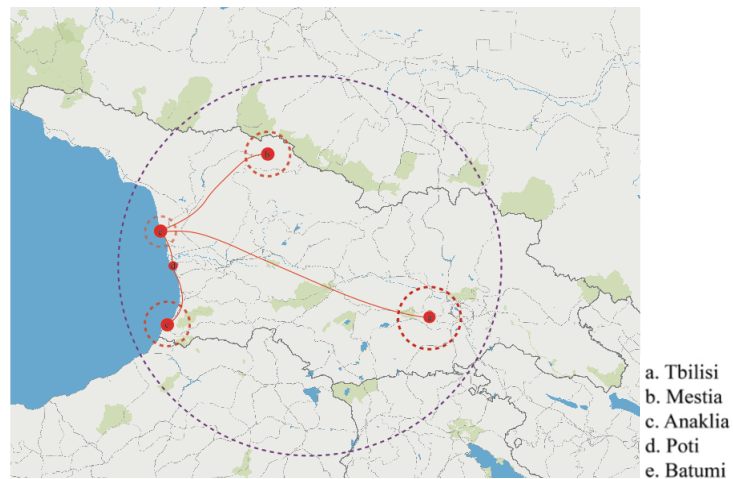 b
c
d
a
e
a. Tbilisi
b. Mestia
c. Anaklia
d. Poti
e. Batumi